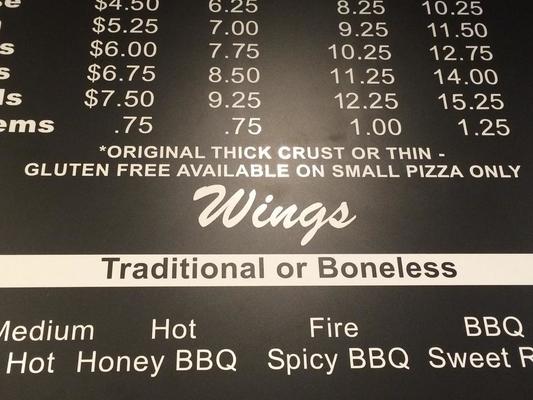 $4.50 6.25 8.25 10.25
$5.25 7.00 9.25 11.50
$6.00 7.75 10.25 12.75
$6.75 8.50 11.25 14.00
$7.50 9.25 12.25 15.25
.75 .75 1.00 1.25
*ORIGINAL THICK CRUST OR THIN -
GLUTEN FREE AVAILABLE ON SMALL PIZZA ONLY
Wings
Traditional or Boneless
Medium Hot Fire BBQ
Hot Honey BBQ Spicy BBQ Sweet